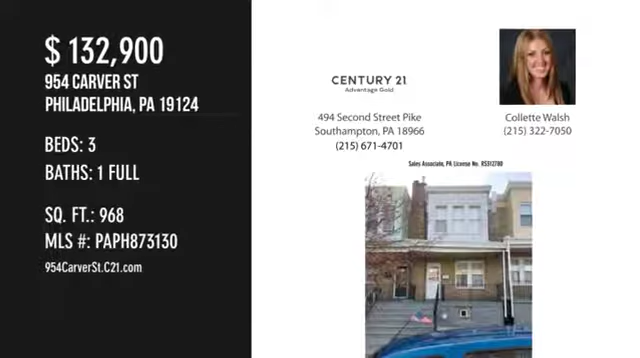 $ 132,900
954 CARVER ST
PHILADELPHIA, PA 19124
BEDS: 3
BATHS: 1 FULL
SQ. FT.: 968
MLS #: PAPH873130
954CarverSt.C21.com
CENTURY 21
Advantage Gold
494 Second Street Pike
Southampton, PA 18966
(215) 671-4701
Collette Walsh
(215) 322-7050
Sales Associate, PA License No. RS312780